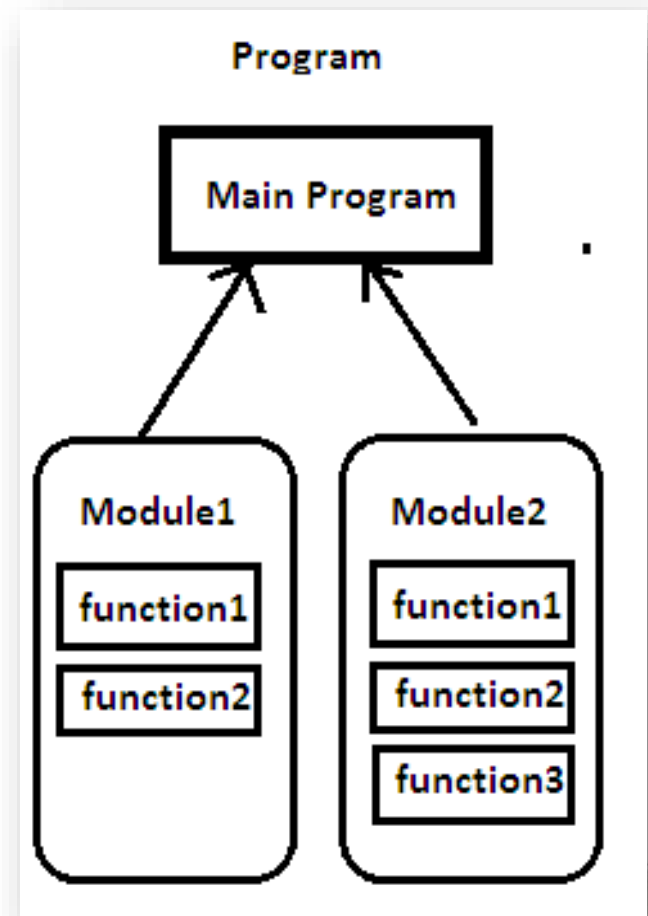 Program
Main Program
Module1
function1
function2
Module2
function1
function2
function3